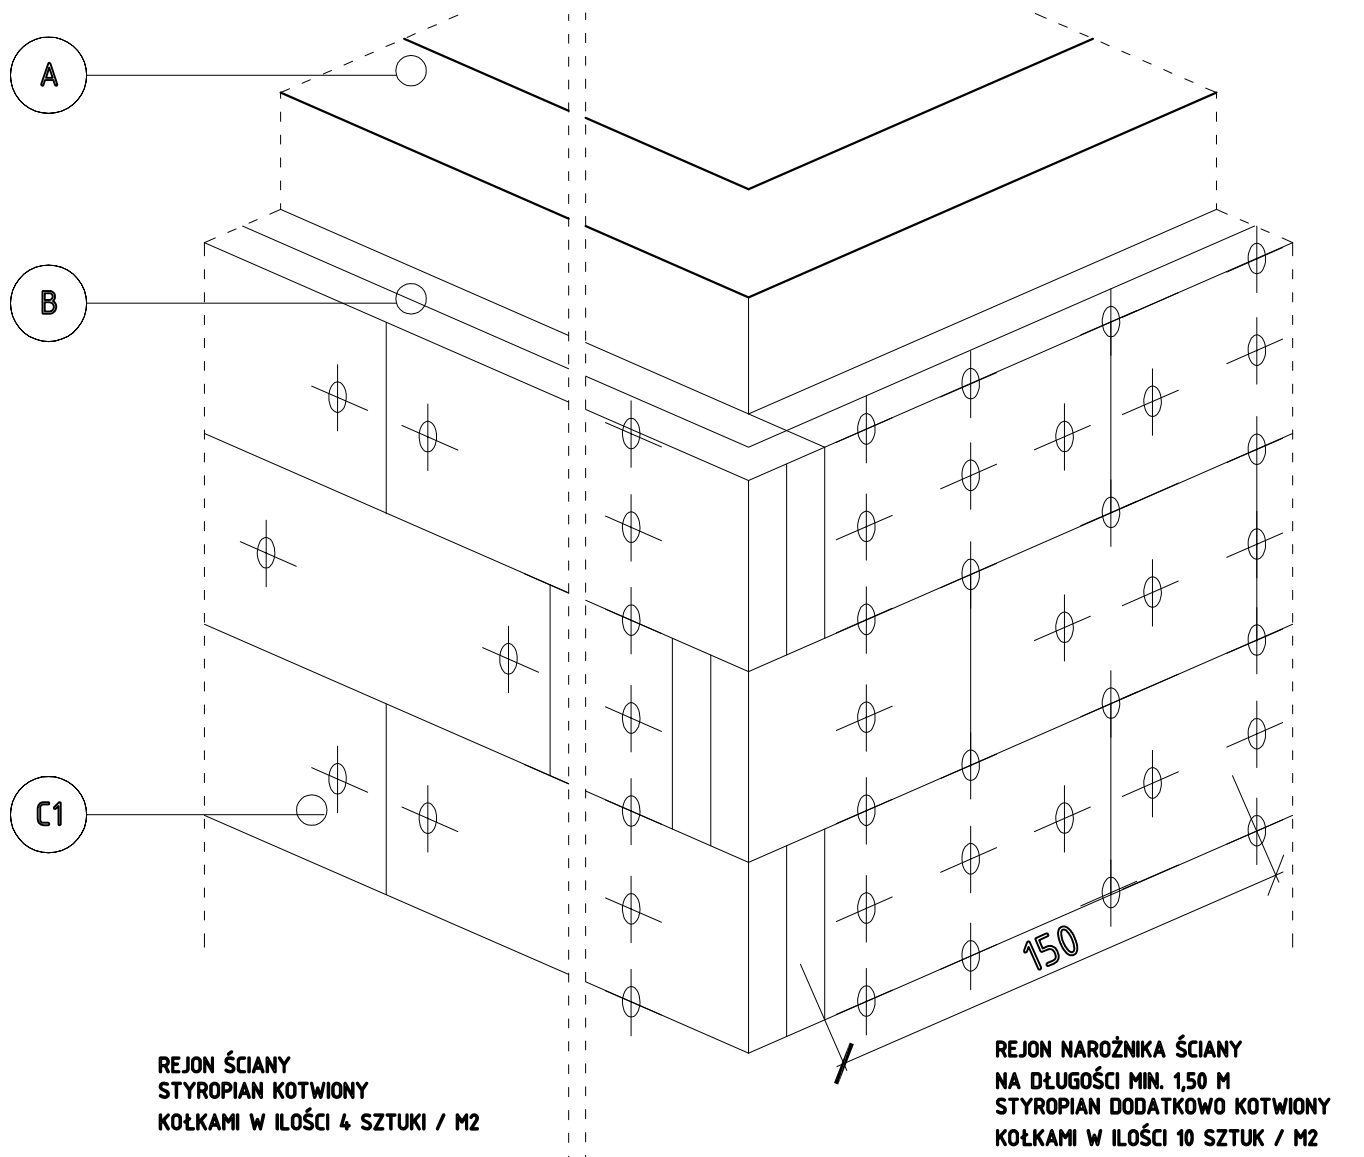 A
B
C1
150
REJON ŚCIANY
STYROPIAN KOTWIONY
KOŁKAMI W ILOŚCI 4 SZTUKI / M2
REJON NAROŻNIKA ŚCIANY
NA DŁUGOŚCI MIN. 1,50 M
STYROPIAN DODATKOWO KOTWIONY
KOŁKAMI W ILOŚCI 10 SZTUK / M2